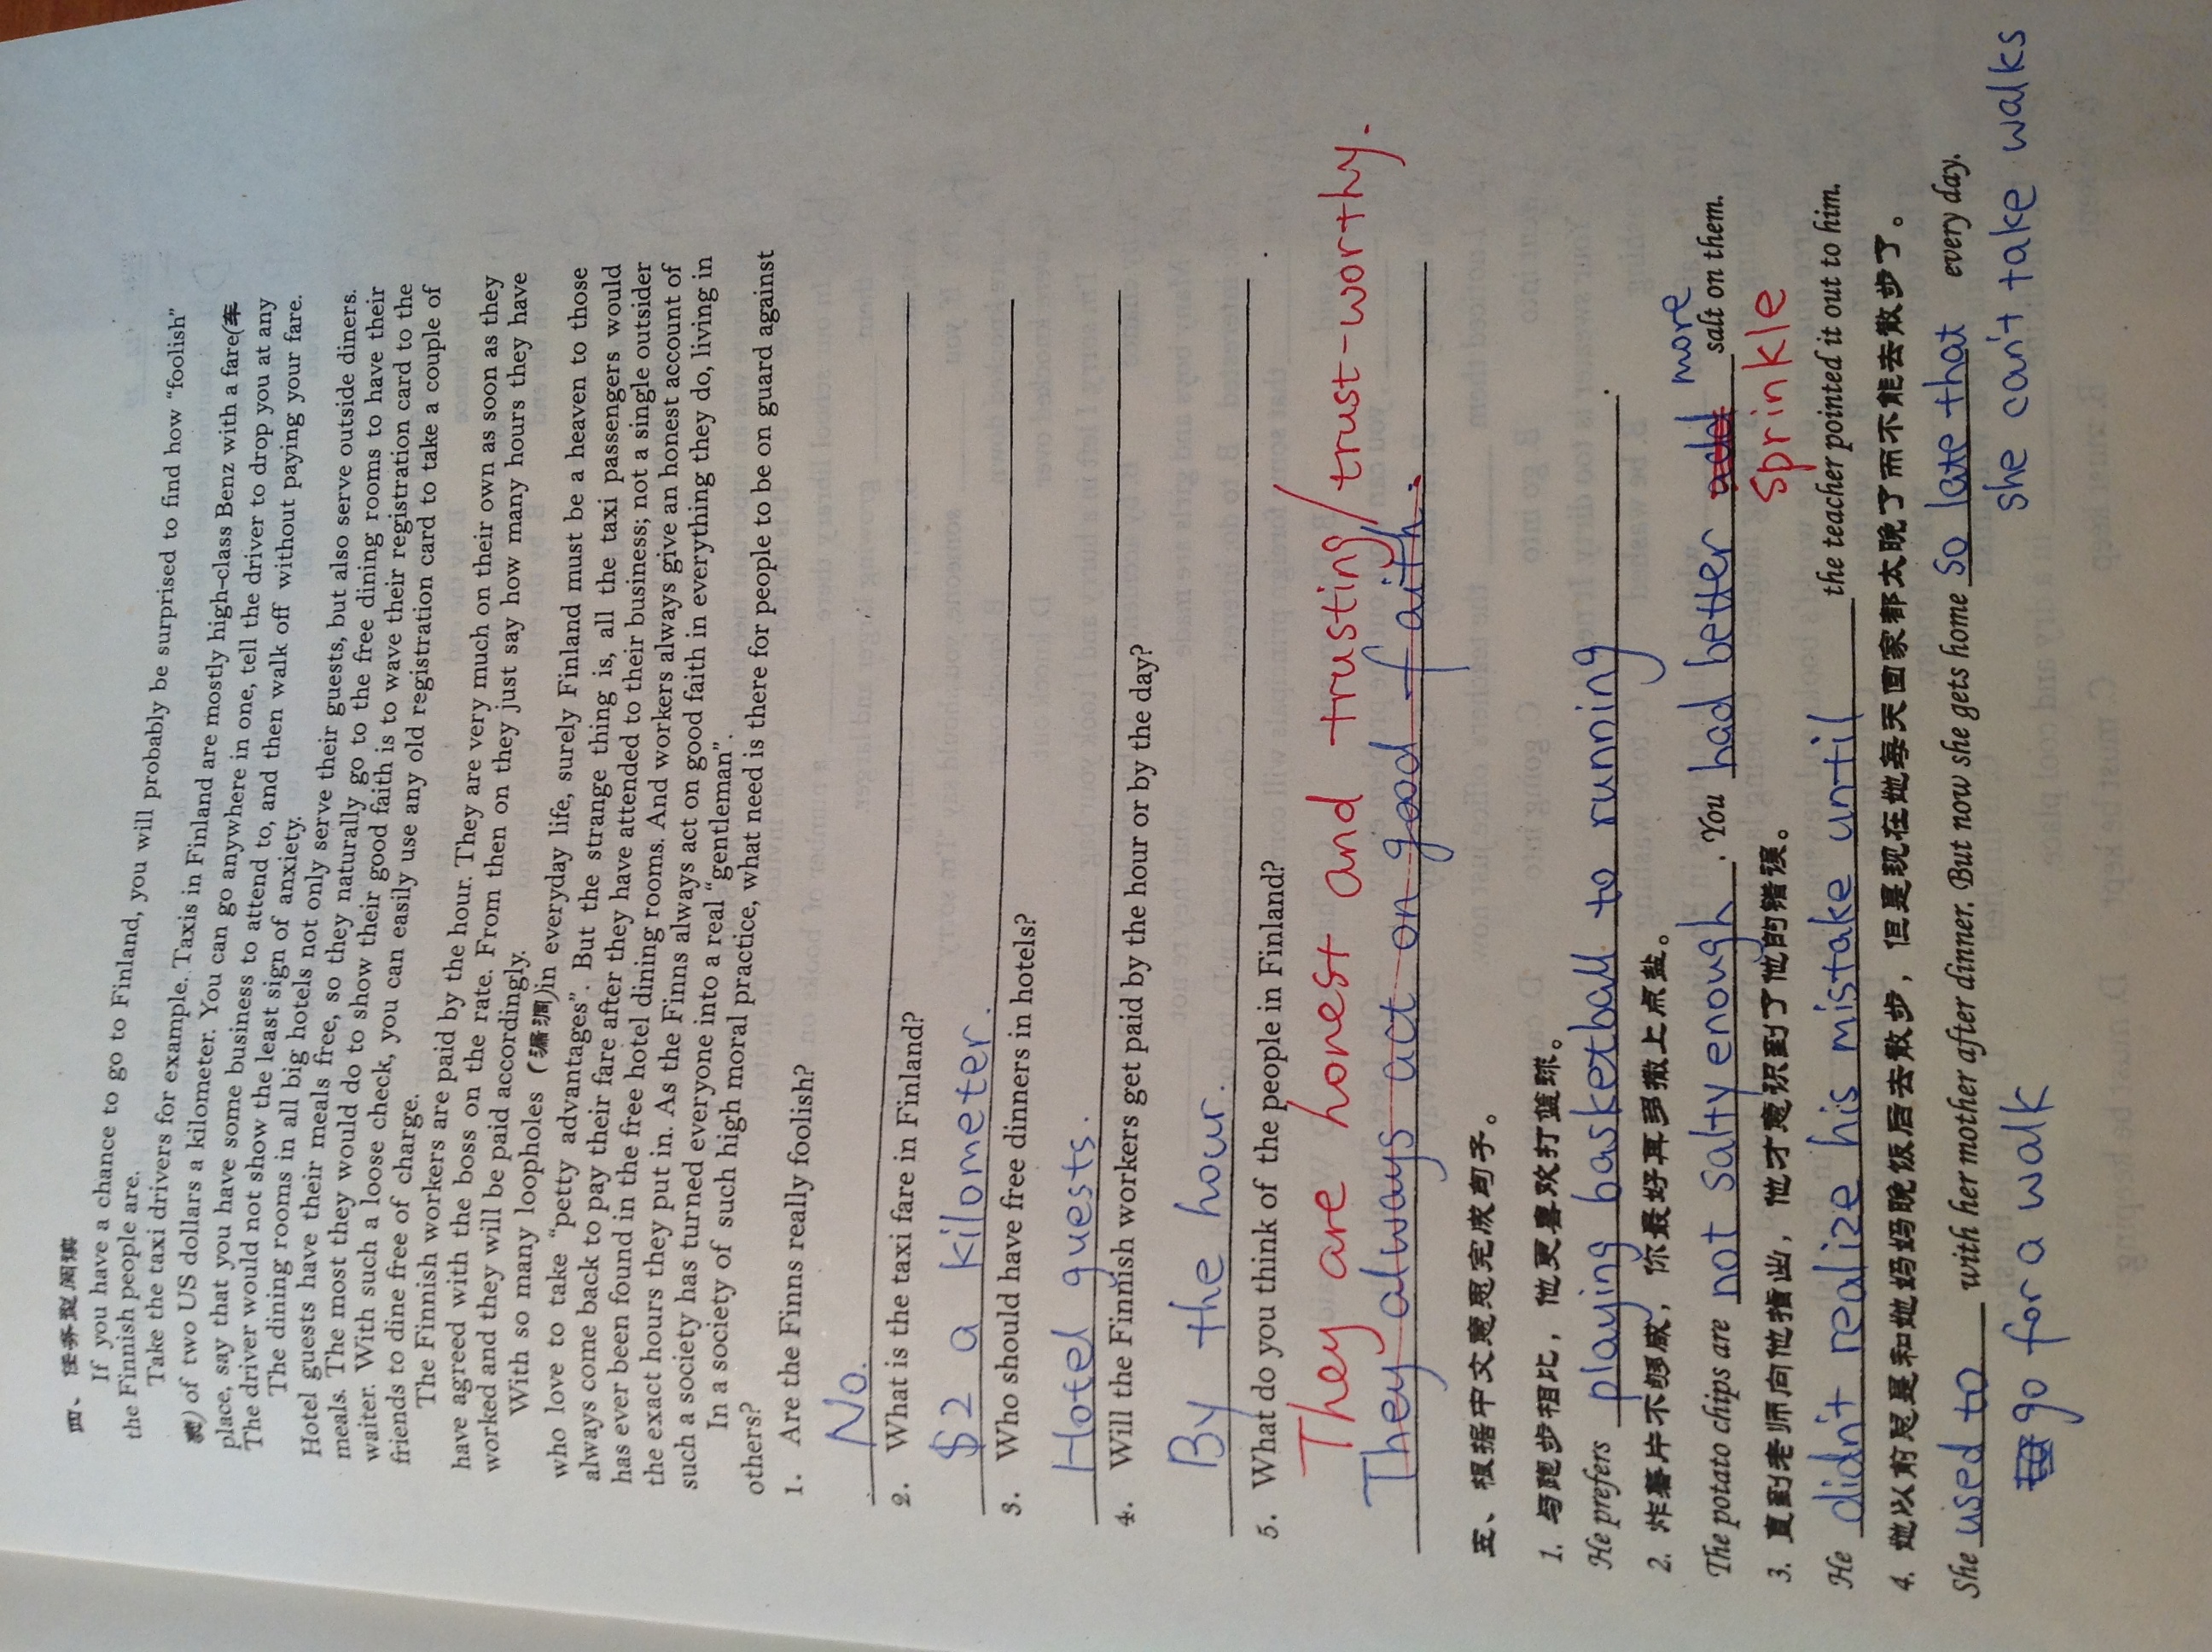 四、任务型阅读
If you have a chance to go to Finland, you will probably be surprised to find how “foolish”
the Finnish people are.
Take the taxi drivers for example. Taxis in Finland are mostly high-class Benz with a fare(车
费) of two US dollars a kilometer. You can go anywhere in one, tell the driver to drop you at any
place, say that you have some business to attend to, and then walk off without paying your fare.
The driver would not show the least sign of anxiety.
The dining rooms in all big hotels not only serve their guests, but also serve outside diners.
Hotel guests have their meals free, so they naturally go to the free dining rooms to have their
meals. The most they would do to show their good faith is to wave their registration card to the
waiter. With such a loose check, you can easily use any old registration card to take a couple of
friends to dine free of charge.
The Finnish workers are paid by the hour. They are very much on their own as soon as they
have agreed with the boss on the rate. From then on they just say how many hours they have
worked and they will be paid accordingly.
With so many loopholes (漏洞)in everyday life, surely Finland must be a heaven to those
who love to take “petty advantages”. But the strange thing is, all the taxi passengers would
always come back to pay their fare after they have attended to their business; not a single outsider
has ever been found in the free hotel dining rooms. And workers always give an honest account of
the exact hours they put in. As the Finns always act on good faith in everything they do, living in
such a society has turned everyone into a real “gentleman”.
In a society of such high moral practice, what need is there for people to be on guard against
others?
1. Are the Finns really foolish?
No.
2. What is the taxi fare in Finland?
$2 a kilometer.
3. Who should have free dinners in hotels?
Hotel guests.
4. Will the Finnish workers get paid by the hour or by the day?
By the hour.
5. What do you think of the people in Finland?
They are honest and trusting/trust-worthy.
They always act on good faith.
五、根据中文意思完成句子。
1. 与跑步相比，他更喜欢打篮球。
He prefers playing basketball to running.
2. 炸薯片不够咸，你最好再多撒上点盐。
more
The potato chips are not salty enough. You had better add salt on them.
sprinkle
3. 直到老师向他指出，他才意识到了他的错误。
He didn't realize his mistake until the teacher pointed it out to him.
4. 她以前总是和她妈妈晚饭后去散步，但是现在她每天回家都太晚了而不能去散步了。
She used to with her mother after dinner. But now she gets home so late that every day.
go for a walk she can't take walks